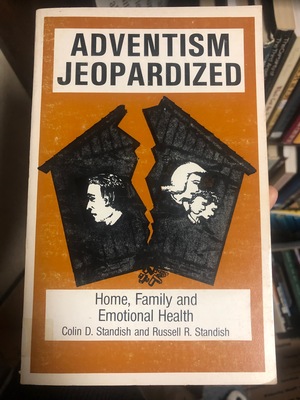 ADVENTISM
JEOPARDIZED
Home, Family and
Emotional Health
Colin D. Standish and Russell R. Standish